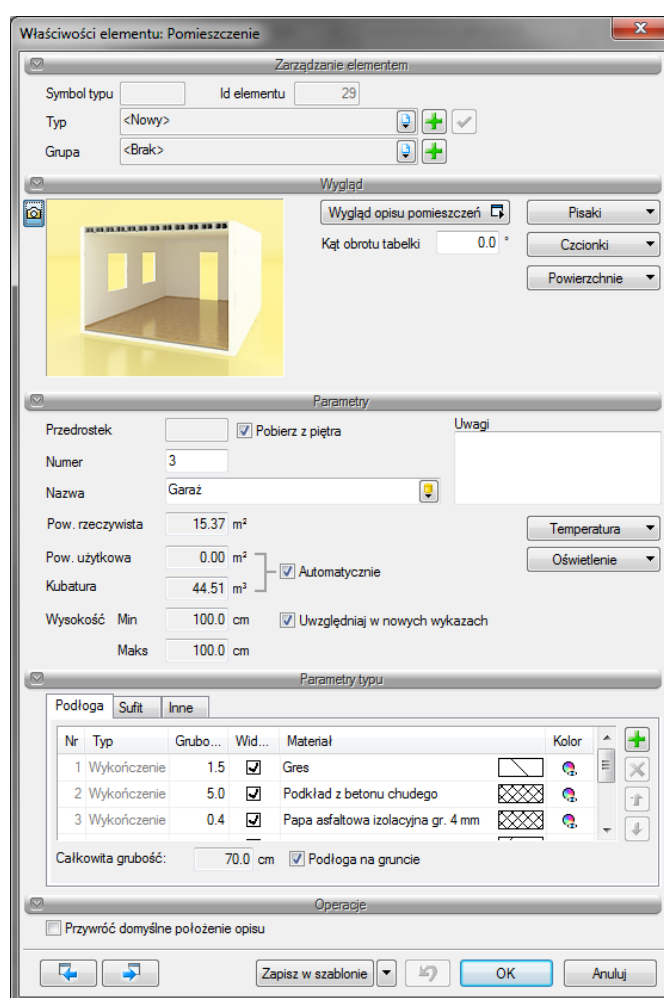 Właściwości elementu: Pomieszczenie
Zarządzanie elementem
Symbol typu Id elementu 29
Typ <Nowy>
Grupa <Brak>
Wygląd
Wygląd opisu pomieszczeń Pisaki
Kąt obrotu tabelki 0.0 ° Czcionki
Powierzchnie
Parametry
Przedrostek Pobierz z piętra Uwagi
Numer 3
Nazwa Garaż
Pow. rzeczywista 15.37 m² Temperatura
Pow. użytkowa 0.00 m² Oświetlenie
Automatycznie
Kubatura 44.51 m³
Wysokość Min 100.0 cm Uwzględniaj w nowych wykazach
Maks 100.0 cm
Parametry typu
Podłoga Sufit Inne
Nr Typ Grubo... Wid... Materiał Kolor
1 Wykończenie 1.5 Gres
2 Wykończenie 5.0 Podkład z betonu chudego
3 Wykończenie 0.4 Papa asfaltowa izolacyjna gr. 4 mm
Całkowita grubość: 70.0 cm Podłoga na gruncie
Operacje
Przywróć domyślne położenie opisu
Zapisz w szablonie OK Anuluj